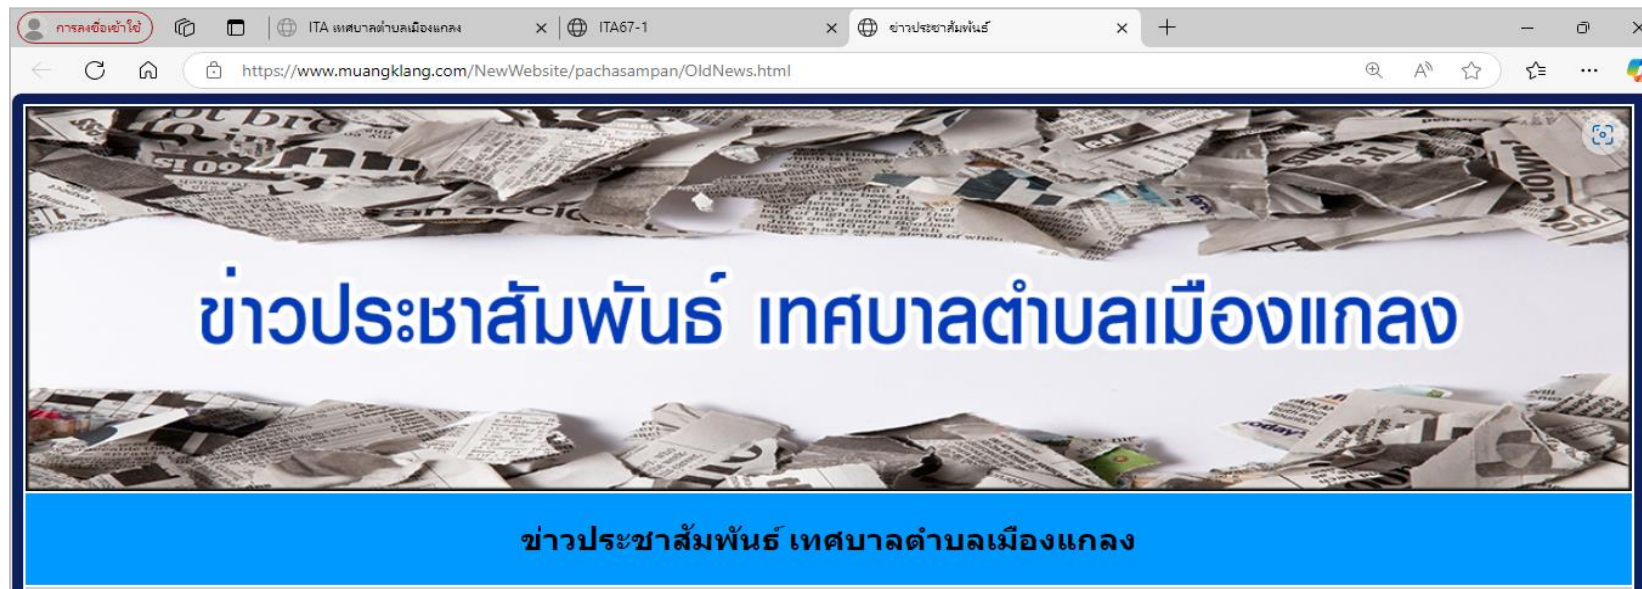 การลงชื่อเข้าใช้ ITA เทศบาลตำบลเมืองแกลง ITA67-1 ข่าวประชาสัมพันธ์
https://www.muangklang.com/NewWebsite/pachasampan/OldNews.html
ข่าวประชาสัมพันธ์ เทศบาลตำบลเมืองแกลง
ข่าวประชาสัมพันธ์ เทศบาลตำบลเมืองแกลง